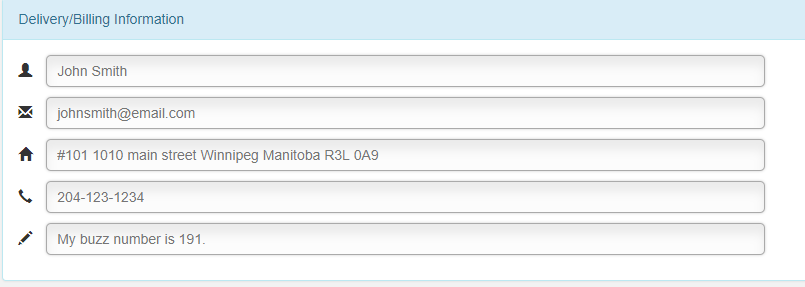 Delivery/Billing Information
John Smith
johnsmith@email.com
#101 1010 main street Winnipeg Manitoba R3L 0A9
204-123-1234
My buzz number is 191.